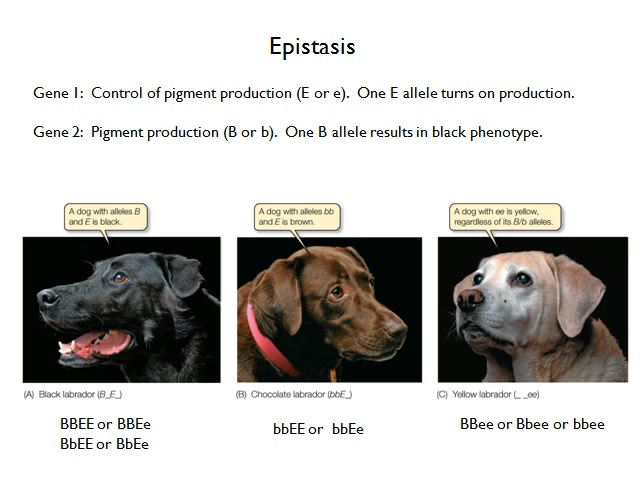 Epistasis
Gene 1:  Control of pigment production (E or e).  One E allele turns on production.
Gene 2:  Pigment production (B or b).  One B allele results in black phenotype.
A dog with alleles B
and E is black.
A dog with alleles bb
and E is brown.
A dog with ee is yellow,
regardless of its B/b alleles.
(A) Black labrador (B_E_)
(B) Chocolate labrador (bbE_)
(C) Yellow labrador (_ _ee)
BBEE or BBEe
BbEE or BbEe
bbEE or  bbEe
BBee or Bbee or bbee